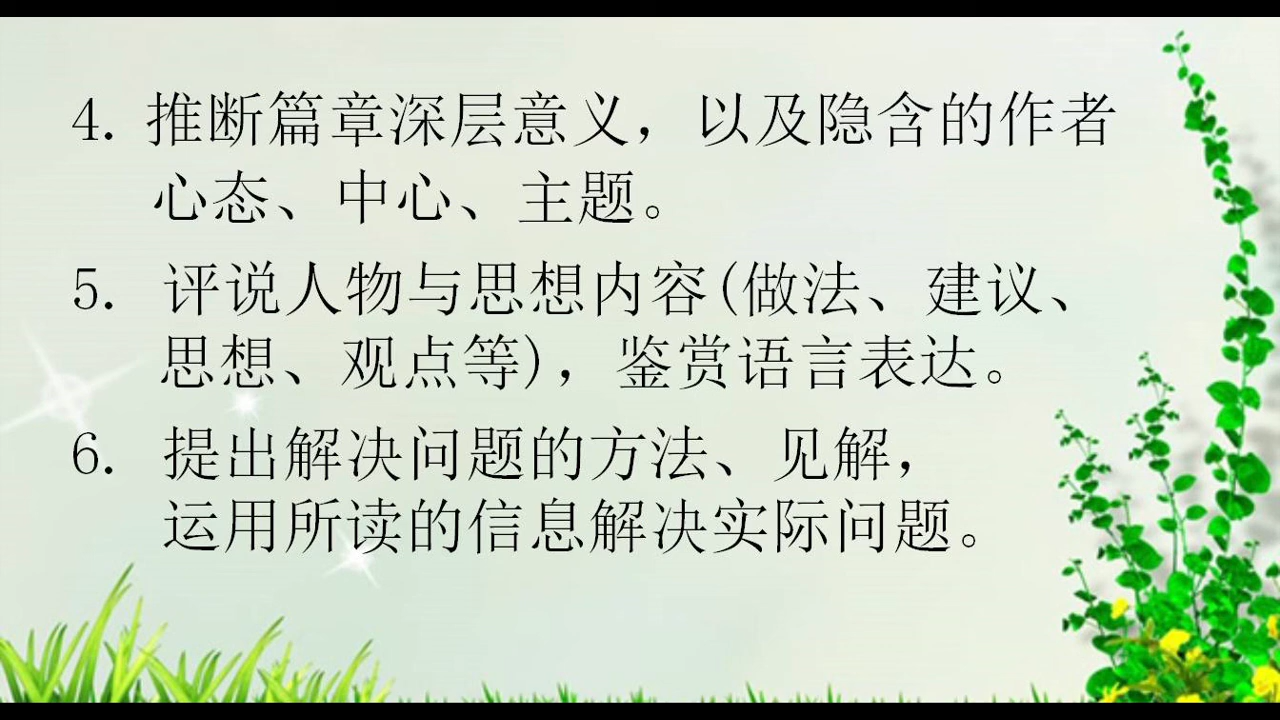 4. 推断篇章深层意义，以及隐含的作者
心态、中心、主题。
5. 评说人物与思想内容(做法、建议、
思想、观点等)，鉴赏语言表达。
6. 提出解决问题的方法、见解，
运用所读的信息解决实际问题。